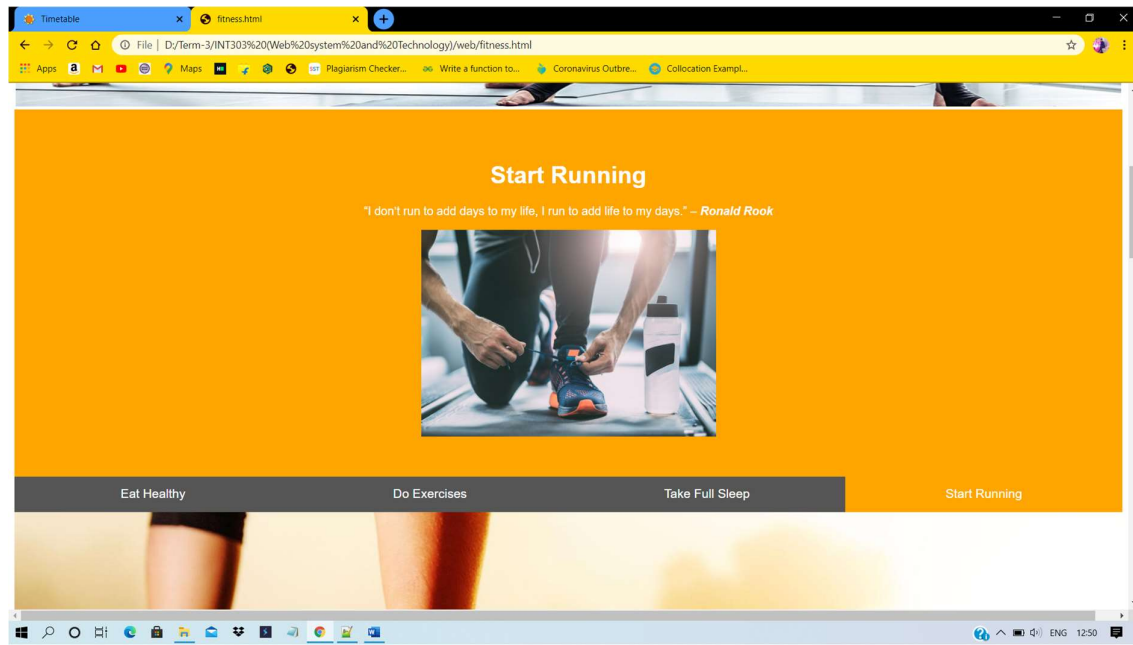 Timetable
fitness.html
File | D:/Term-3/INT303%20(Web%20system%20and%20Technology)/web/fitness.html
Apps
Maps
Plagiarism Checker...
Write a function to...
Coronavirus Outbre...
Collocation Exampl...
Start Running
"I don't run to add days to my life, I run to add life to my days." – Ronald Rook
Eat Healthy
Do Exercises
Take Full Sleep
Start Running
ENG
12:50